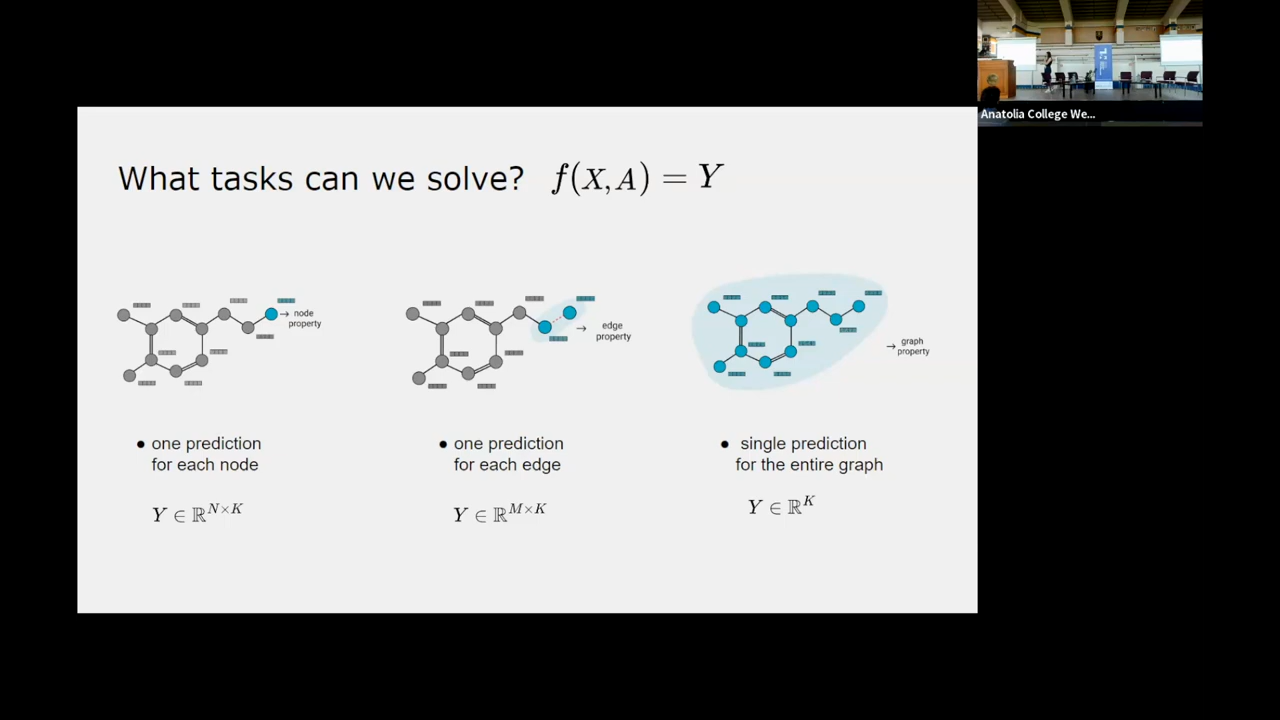 Anatolia College We...
What tasks can we solve? f(X, A) = Y
→ node
property
→ edge
property
→ graph
property
● one prediction
for each node
Y ∈ ℝ^{N×K}
● one prediction
for each edge
Y ∈ ℝ^{M×K}
● single prediction
for the entire graph
Y ∈ ℝ^{K}